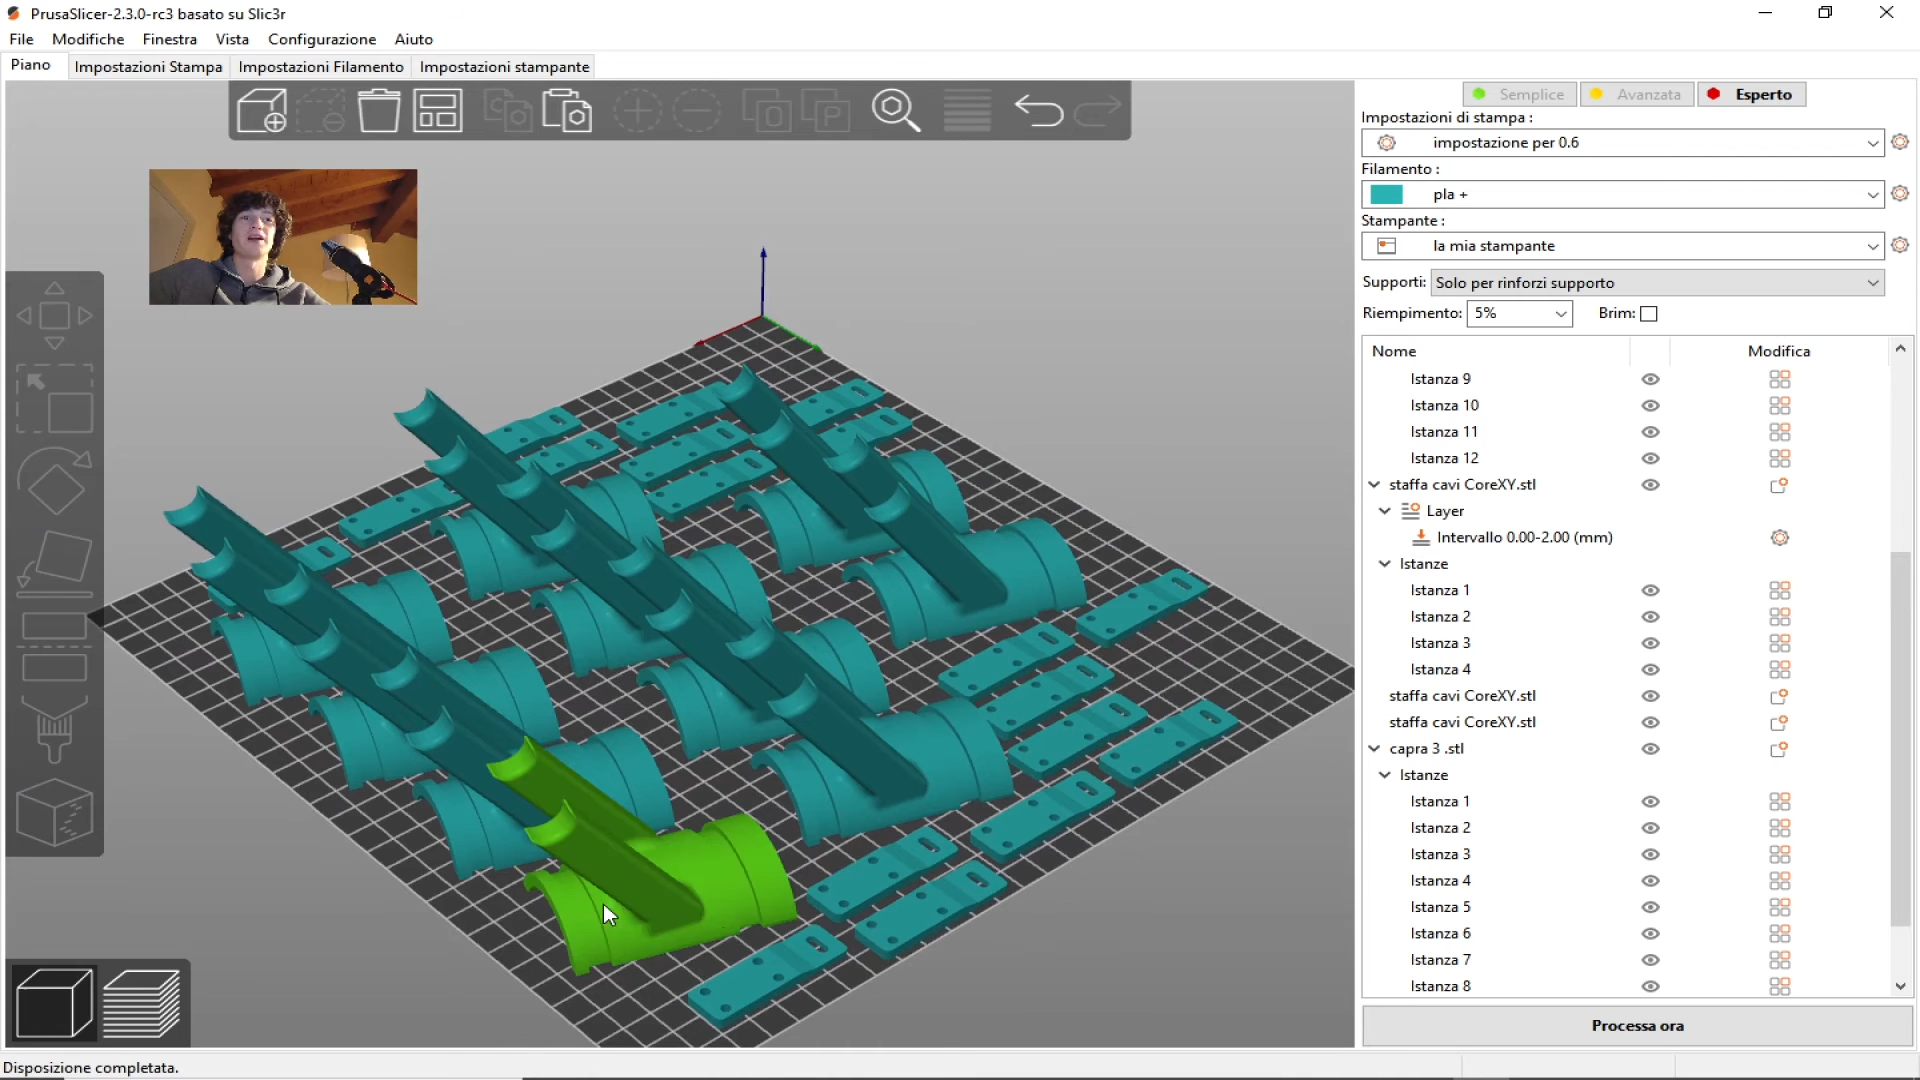 PrusaSlicer-2.3.0-rc3 basato su Slic3r
File Modifiche Finestra Vista Configurazione Aiuto
Piano Impostazioni Stampa Impostazioni Filamento Impostazioni stampante
Semplice Avanzata Esperto
Impostazioni di stampa :
impostazione per 0.6
Filamento :
pla +
Stampante :
la mia stampante
Supporti: Solo per rinforzi supporto
Riempimento: 5% Brim:
Nome Modifica
Istanza 9
Istanza 10
Istanza 11
Istanza 12
staffa cavi CoreXY.stl
Layer
Intervallo 0.00-2.00 (mm)
Istanze
Istanza 1
Istanza 2
Istanza 3
Istanza 4
staffa cavi CoreXY.stl
staffa cavi CoreXY.stl
capra 3 .stl
Istanze
Istanza 1
Istanza 2
Istanza 3
Istanza 4
Istanza 5
Istanza 6
Istanza 7
Istanza 8
Processa ora
Disposizione completata.